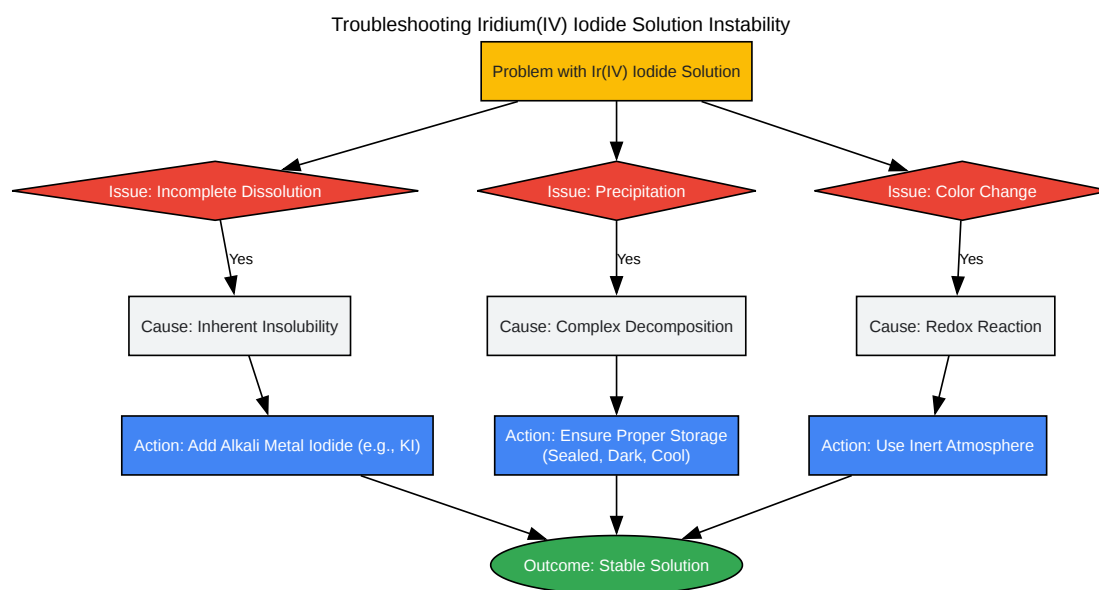 Troubleshooting Iridium(IV) Iodide Solution Instability
Problem with Ir(IV) Iodide Solution
Issue: Incomplete Dissolution
Issue: Precipitation
Issue: Color Change
Yes
Yes
Yes
Cause: Inherent Insolubility
Cause: Complex Decomposition
Cause: Redox Reaction
Action: Add Alkali Metal Iodide (e.g., KI)
Action: Ensure Proper Storage
(Sealed, Dark, Cool)
Action: Use Inert Atmosphere
Outcome: Stable Solution